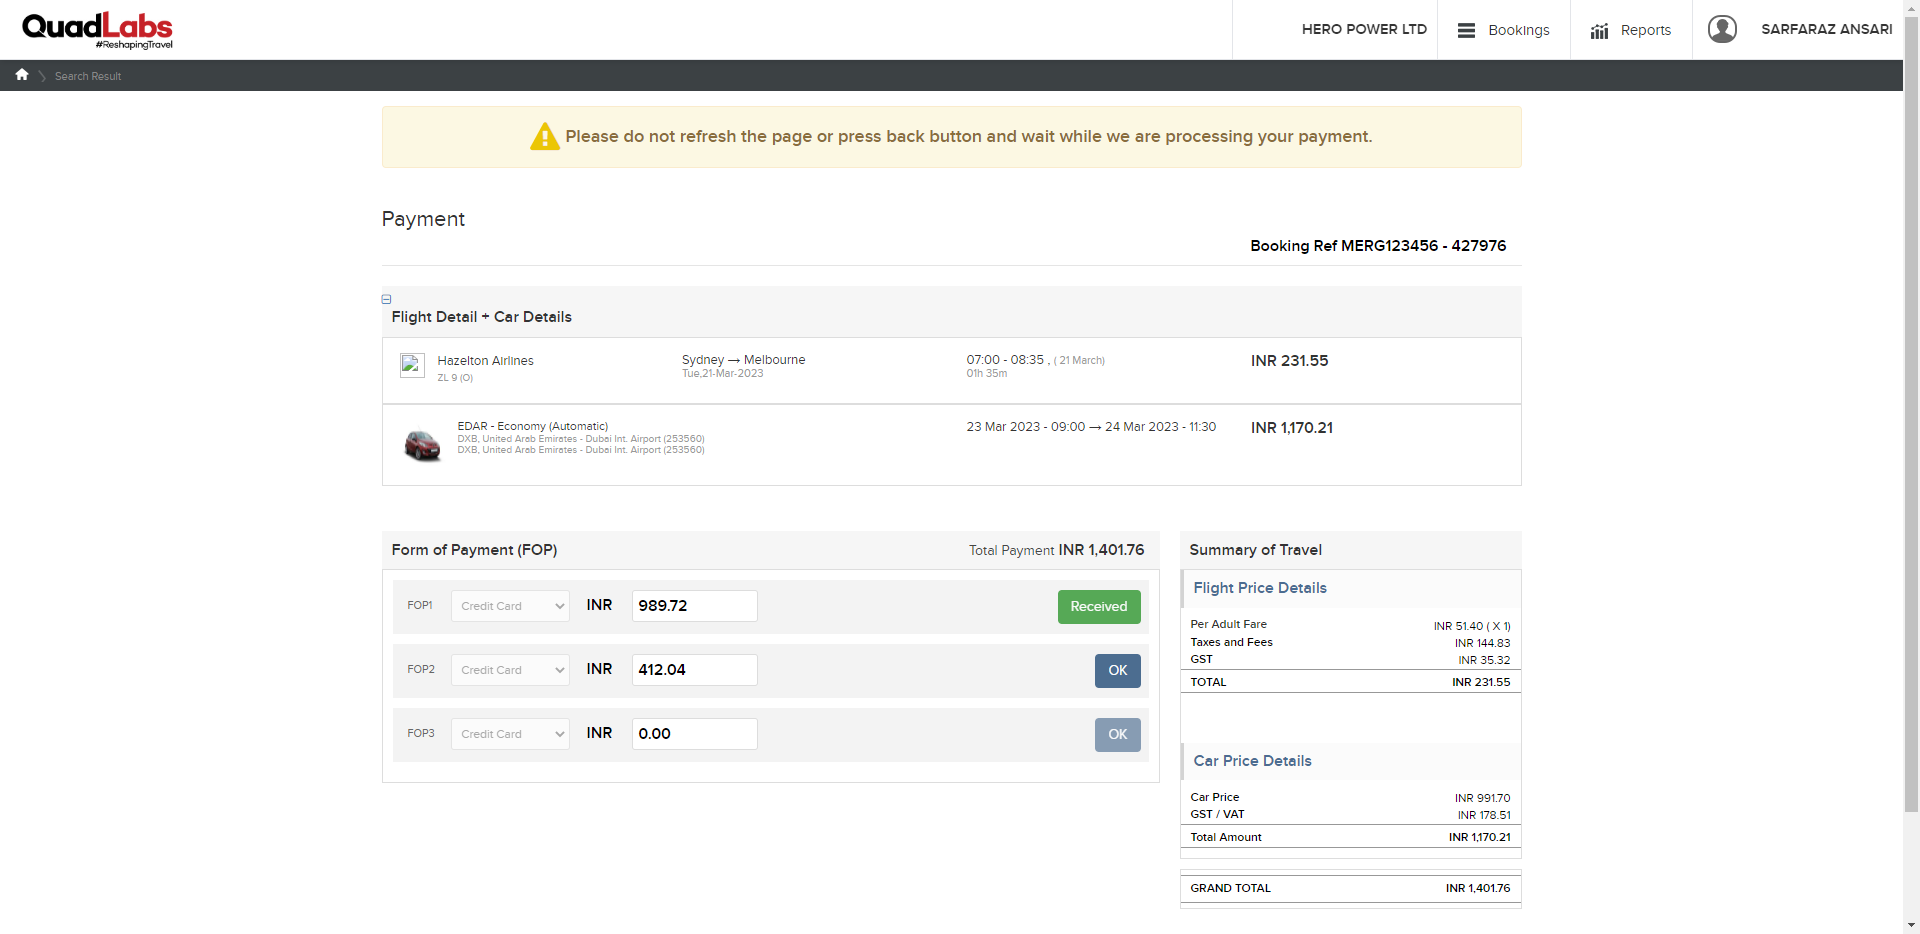 QuadLabs
#ReshapingTravel
HERO POWER LTD
Bookings
Reports
SARFARAZ ANSARI
Search Result
Please do not refresh the page or press back button and wait while we are processing your payment.
Payment
Booking Ref MERG123456 - 427976
Flight Detail + Car Details
Hazelton Airlines
ZL 9 (O)
Sydney → Melbourne
Tue,21-Mar-2023
07:00 - 08:35 , ( 21 March)
01h 35m
INR 231.55
EDAR - Economy (Automatic)
DXB, United Arab Emirates - Dubai Int. Airport (253560)
DXB, United Arab Emirates - Dubai Int. Airport (253560)
23 Mar 2023 - 09:00 → 24 Mar 2023 - 11:30
INR 1,170.21
Form of Payment (FOP)
Total Payment INR 1,401.76
FOP1 Credit Card INR 989.72 Received
FOP2 Credit Card INR 412.04 OK
FOP3 Credit Card INR 0.00 OK
Summary of Travel
Flight Price Details
Per Adult Fare INR 51.40 ( X 1)
Taxes and Fees INR 144.83
GST INR 35.32
TOTAL INR 231.55
Car Price Details
Car Price INR 991.70
GST / VAT INR 178.51
Total Amount INR 1,170.21
GRAND TOTAL INR 1,401.76